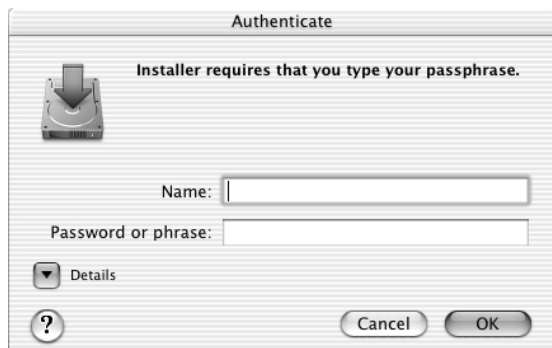 Authenticate
Installer requires that you type your passphrase.
Name:
Password or phrase:
Details
?
Cancel
OK